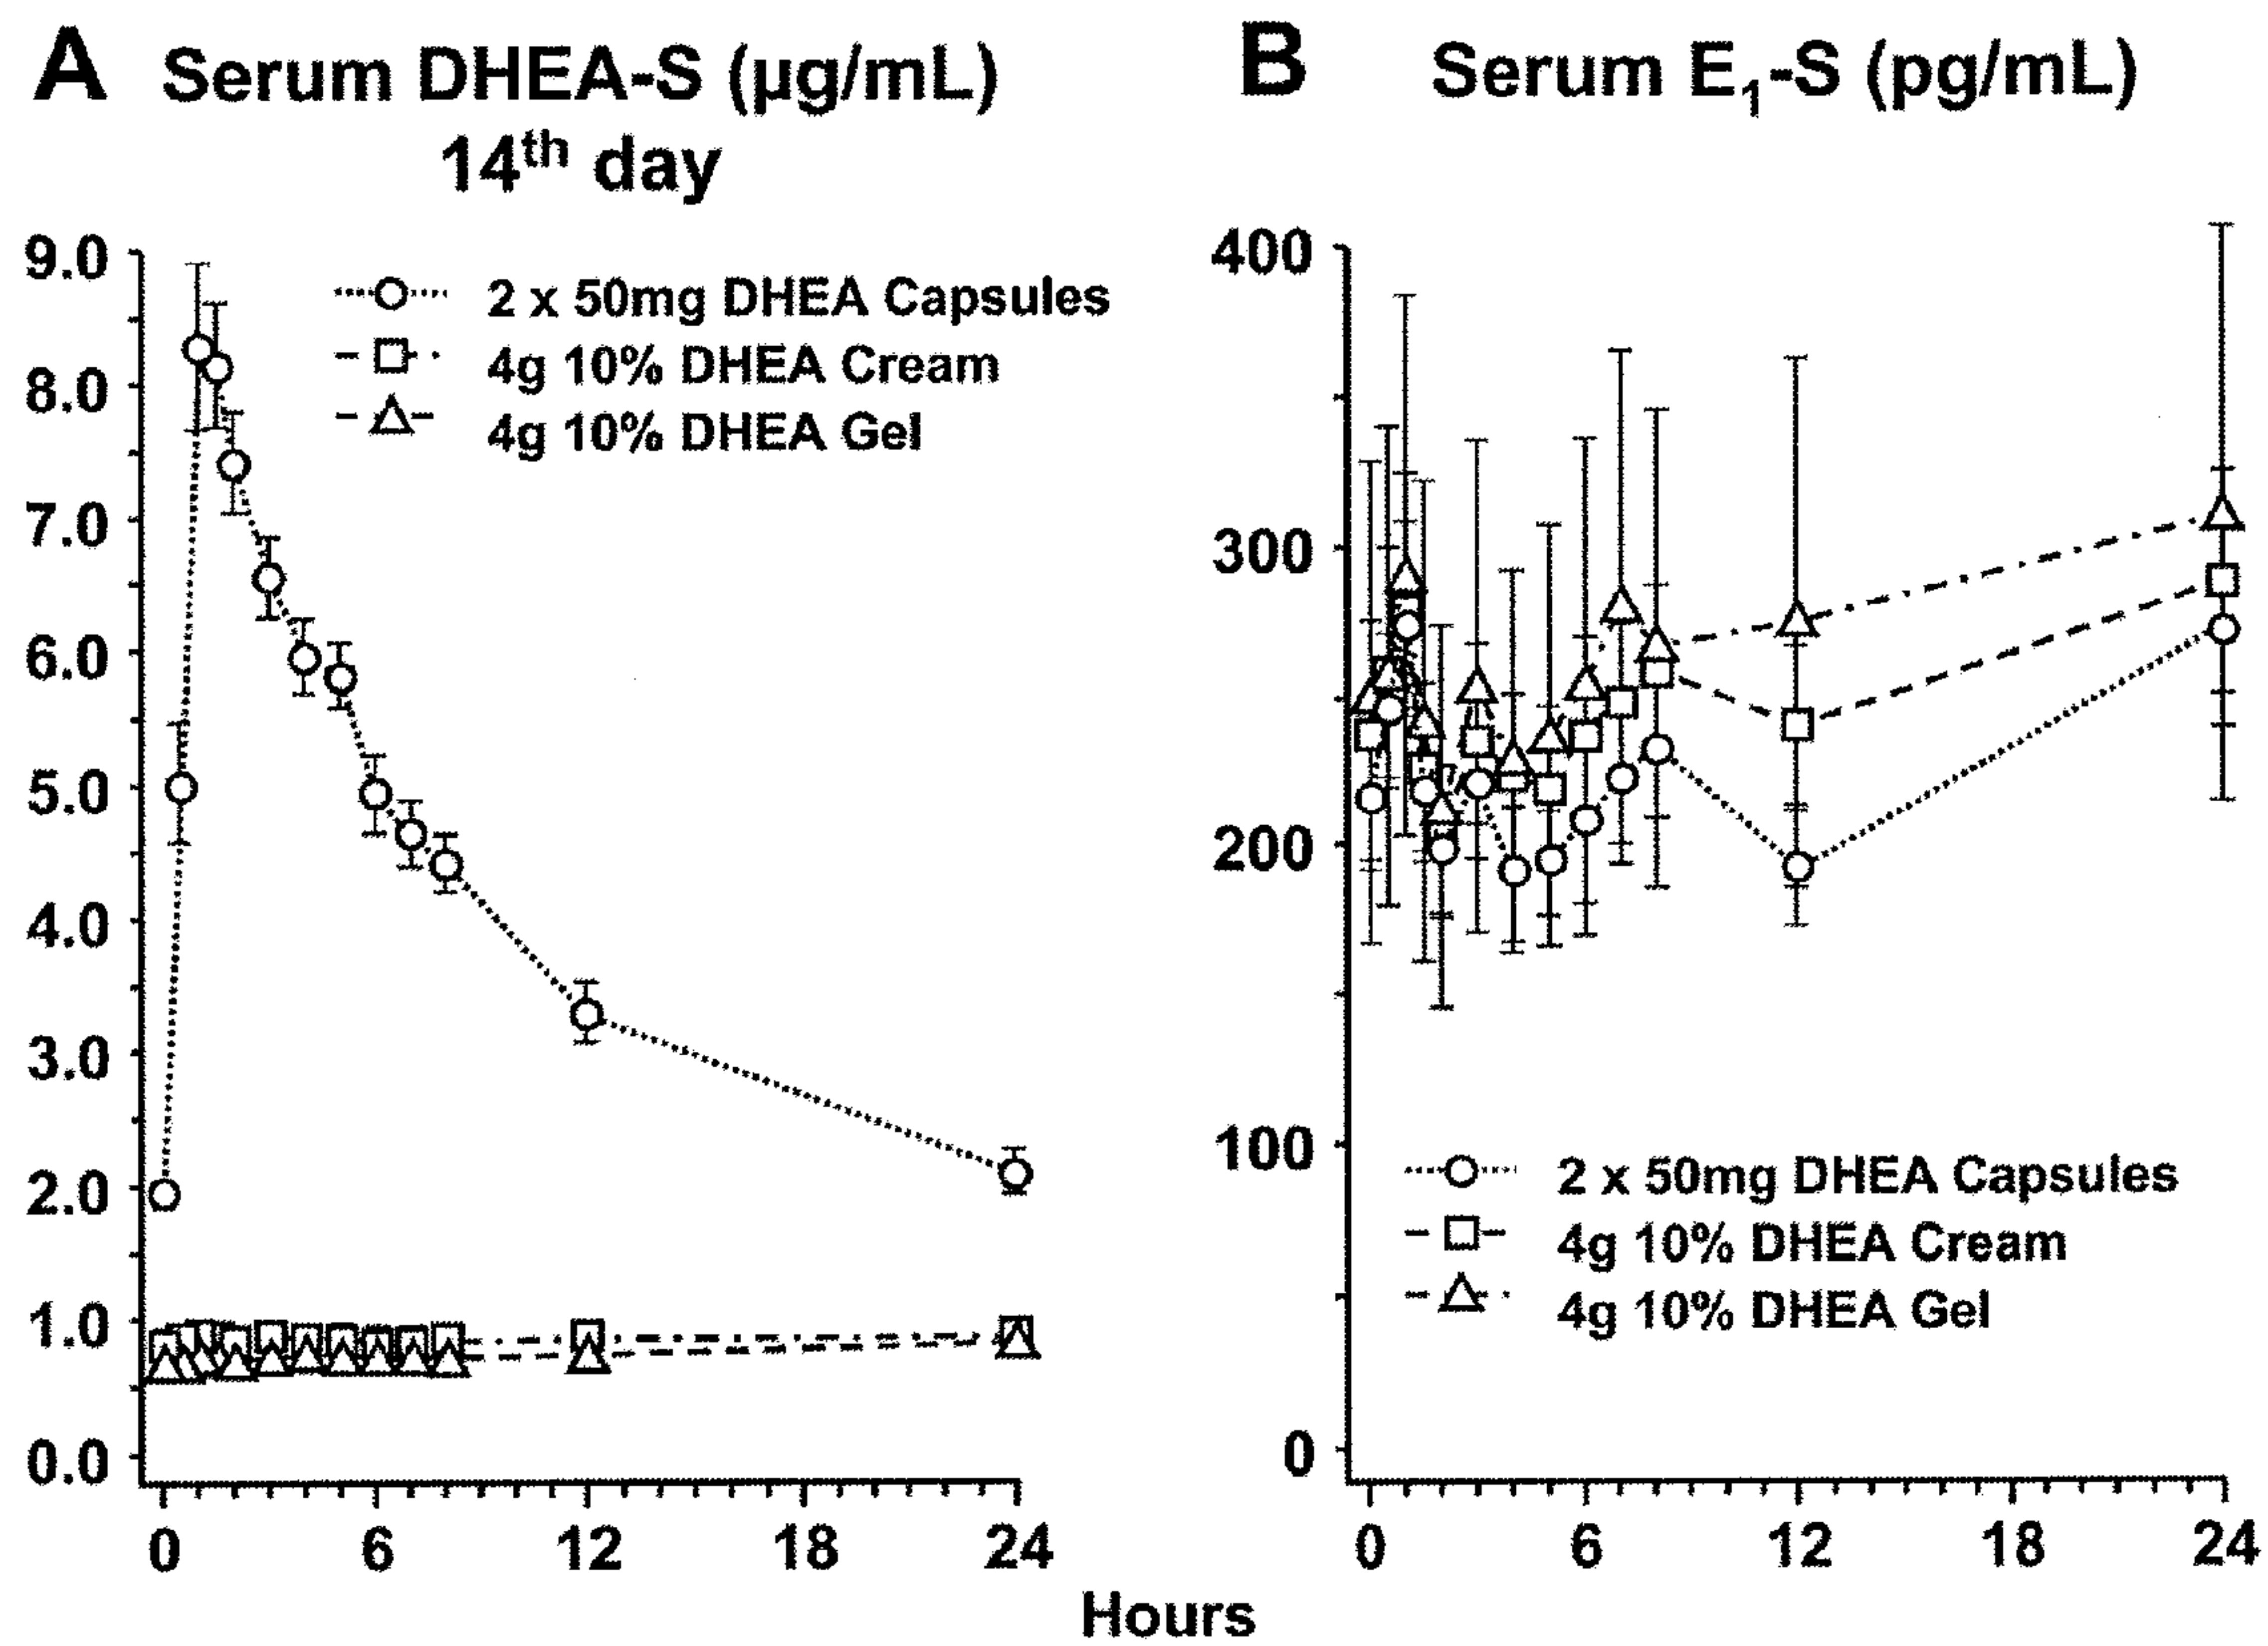 A Serum DHEA-S (µg/mL)
14th day
9.0
8.0
7.0
6.0
5.0
4.0
3.0
2.0
1.0
0.0
2 x 50mg DHEA Capsules
4g 10% DHEA Cream
4g 10% DHEA Gel
0 6 12 18 24
B Serum E1-S (pg/mL)
400
300
200
100
0
2 x 50mg DHEA Capsules
4g 10% DHEA Cream
4g 10% DHEA Gel
0 6 12 18 24
Hours